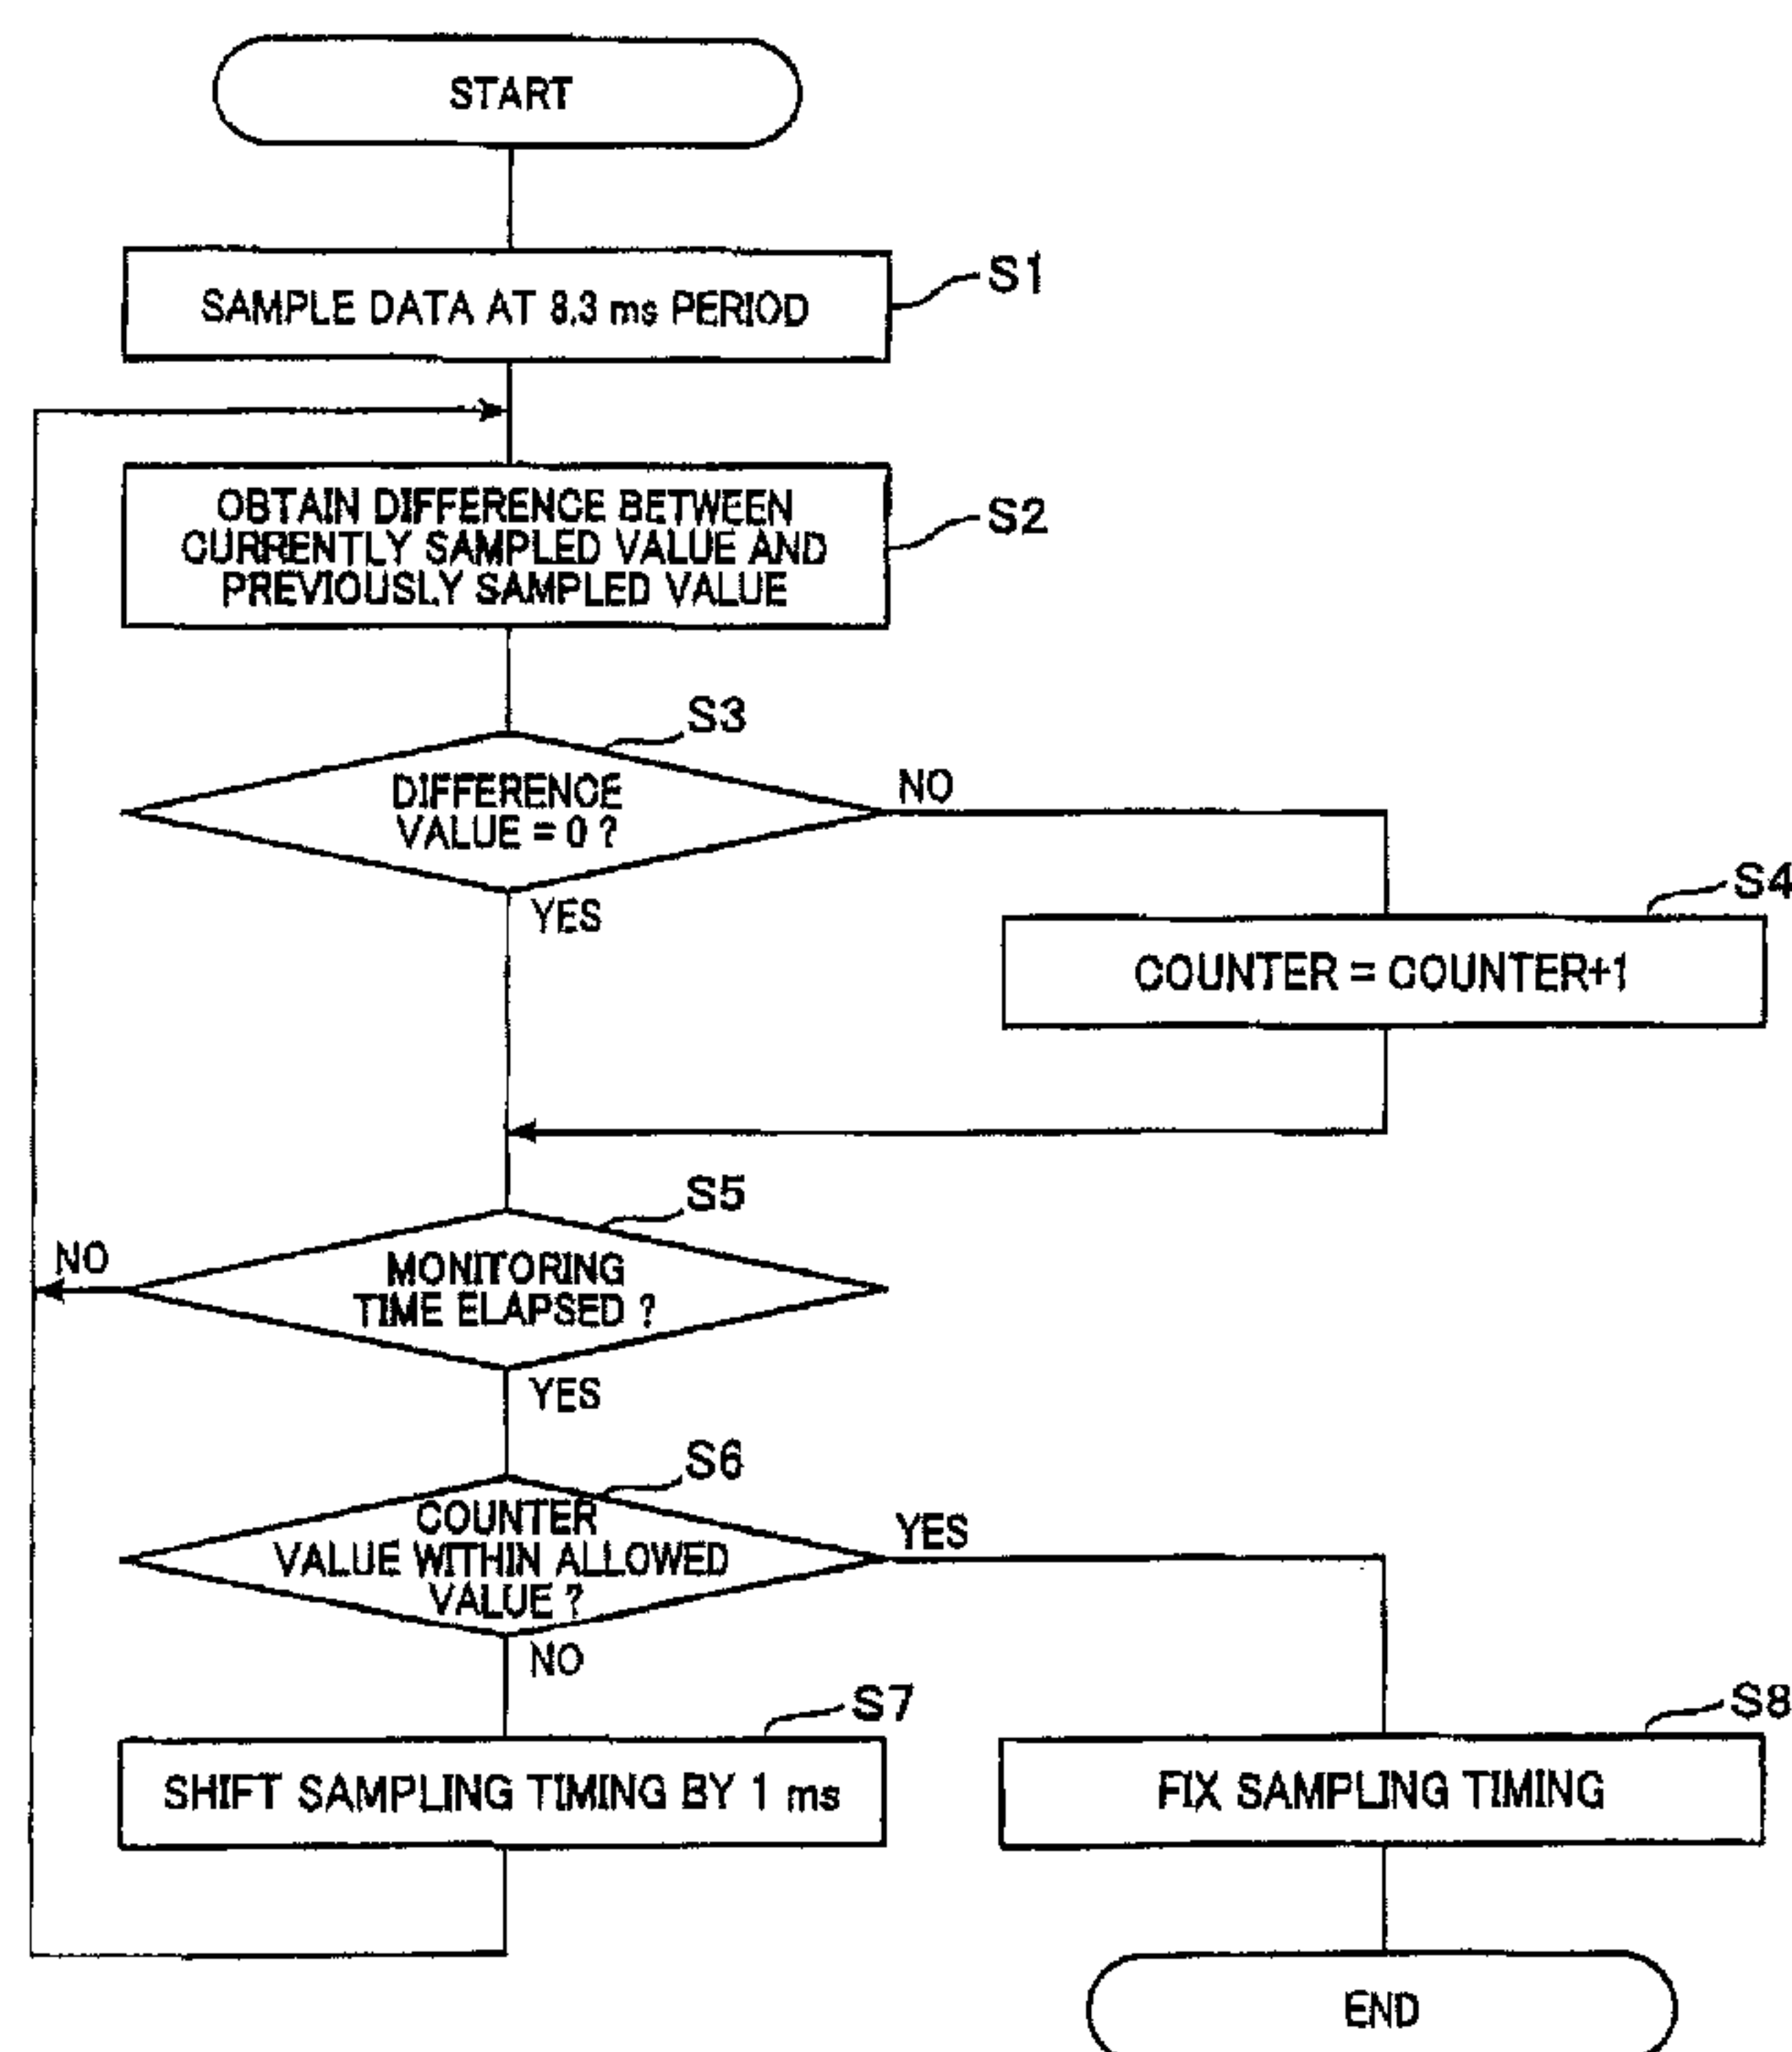 START
SAMPLE DATA AT 8.3 ms PERIOD
S1
OBTAIN DIFFERENCE BETWEEN
CURRENTLY SAMPLED VALUE AND
PREVIOUSLY SAMPLED VALUE
S2
S3
DIFFERENCE
VALUE = 0 ?
NO
YES
S4
COUNTER = COUNTER+1
S5
MONITORING
TIME ELAPSED ?
NO
YES
S6
COUNTER
VALUE WITHIN ALLOWED
VALUE ?
YES
NO
S7
SHIFT SAMPLING TIMING BY 1 ms
S8
FIX SAMPLING TIMING
END